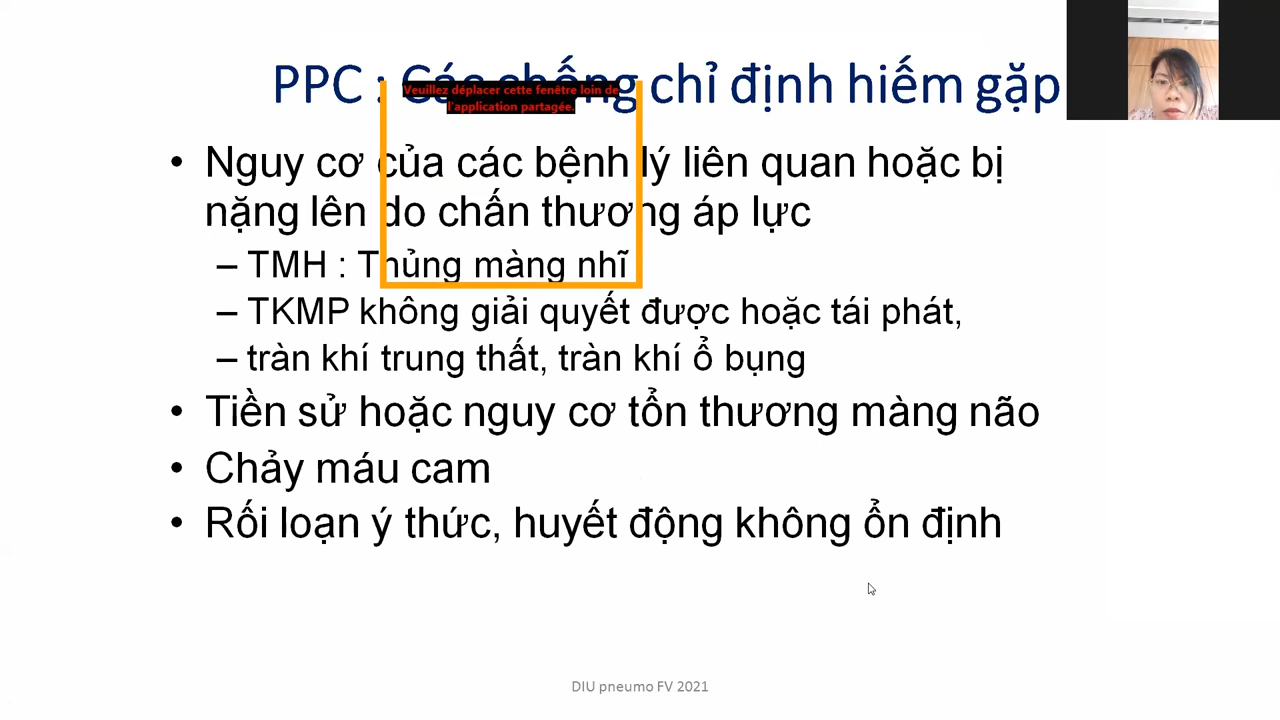 PPC : Các chống chỉ định hiếm gặp
Veuillez déplacer cette fenêtre loin de
l'application partagée.
• Nguy cơ của các bệnh lý liên quan hoặc bị
nặng lên do chấn thương áp lực
– TMH : Thủng màng nhĩ
– TKMP không giải quyết được hoặc tái phát,
– tràn khí trung thất, tràn khí ổ bụng
• Tiền sử hoặc nguy cơ tổn thương màng não
• Chảy máu cam
• Rối loạn ý thức, huyết động không ổn định
DIU pneumo FV 2021